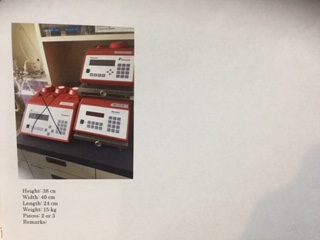 Height: 38 cm
Width: 40 cm
Length: 24 cm
Weight: 15 kg
Pieces: 2 or 3
Remarks: